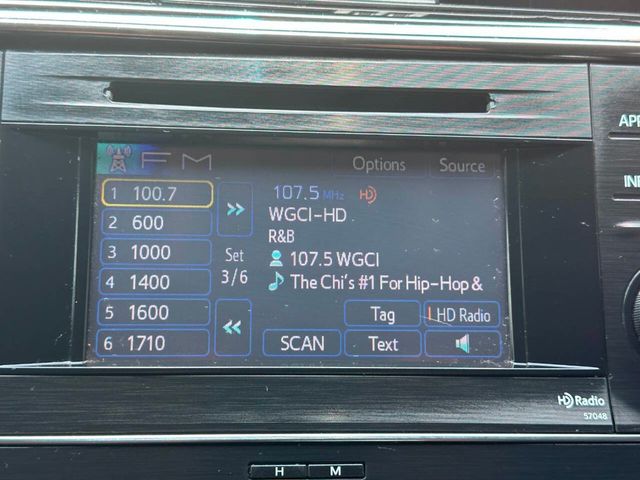 FM
Options
Source
1 100.7
2 600
3 1000
4 1400
5 1600
6 1710
Set
3/6
107.5 MHz HD
WGCI-HD
R&B
107.5 WGCI
The Chi's #1 For Hip-Hop &
Tag
HD Radio
SCAN
Text
HD Radio
57048
H
M